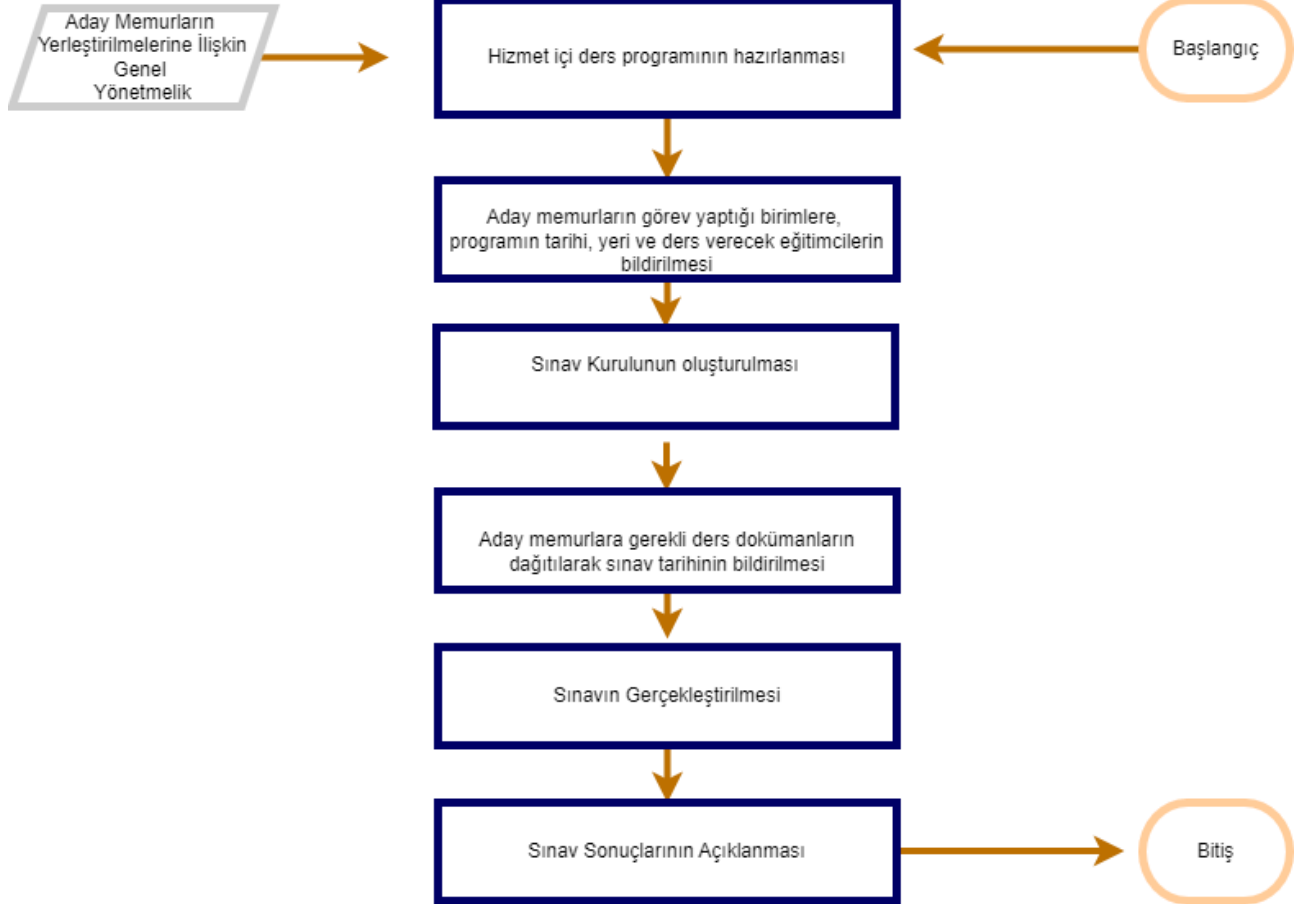 Aday Memurların
Yerleştirilmelerine İlişkin
Genel
Yönetmelik
Hizmet içi ders programının hazırlanması
Başlangıç
Aday memurların görev yaptığı birimlere,
programın tarihi, yeri ve ders verecek eğitimcilerin
bildirilmesi
Sınav Kurulunun oluşturulması
Aday memurlara gerekli ders dokümanların
dağıtılarak sınav tarihinin bildirilmesi
Sınavın Gerçekleştirilmesi
Sınav Sonuçlarının Açıklanması
Bitiş